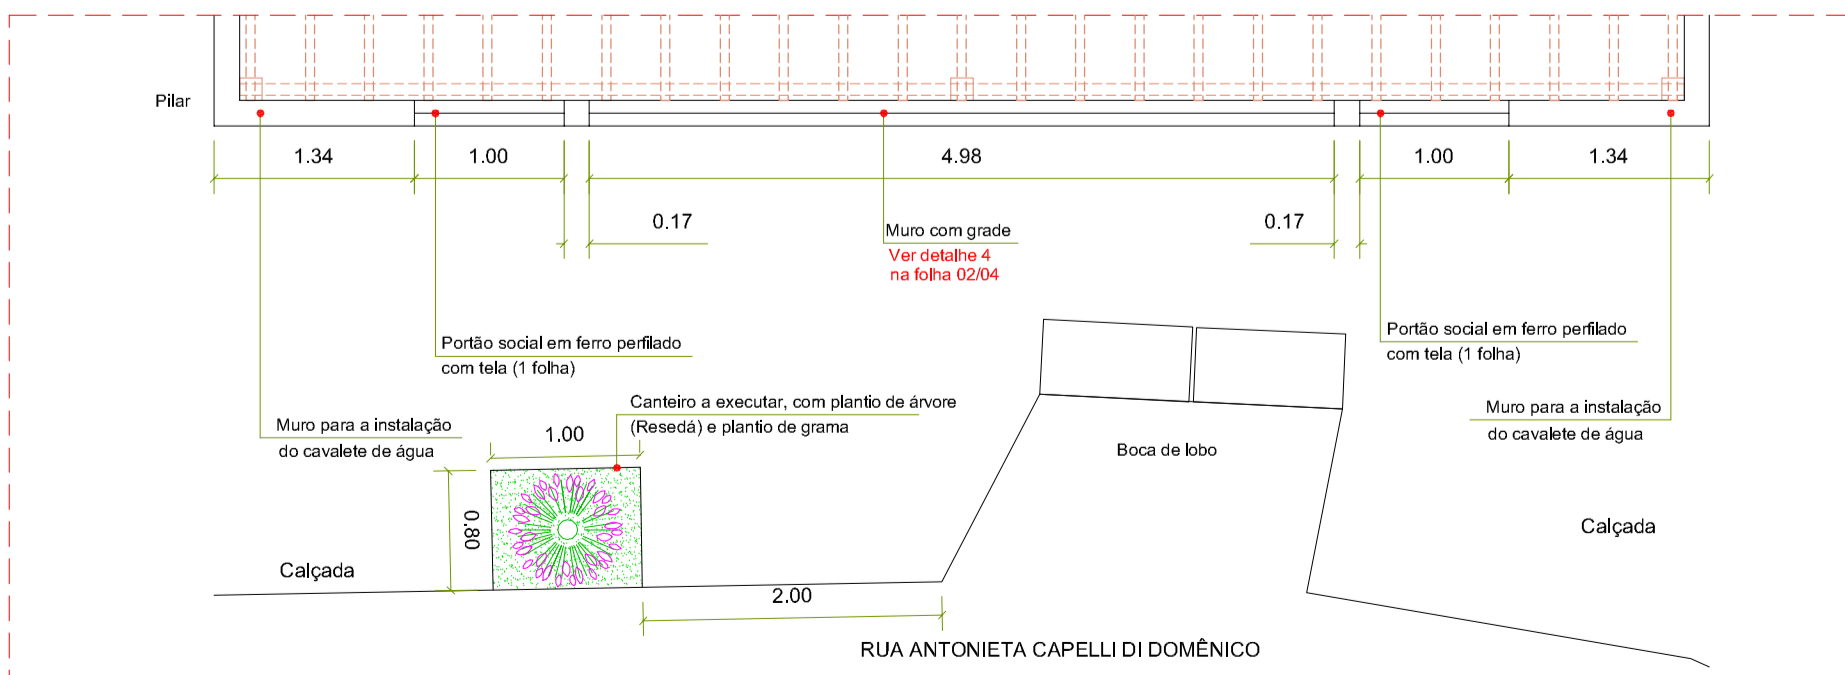 Pilar
1.34
1.00
4.98
1.00
1.34
0.17
0.17
Muro com grade
Ver detalhe 4
na folha 02/04
Portão social em ferro perfilado
com tela (1 folha)
Portão social em ferro perfilado
com tela (1 folha)
Canteiro a executar, com plantio de árvore
(Resedá) e plantio de grama
Muro para a instalação
do cavalete de água
Muro para a instalação
do cavalete de água
1.00
Boca de lobo
0.80
Calçada
Calçada
2.00
RUA ANTONIETA CAPELLI DI DOMÊNICO